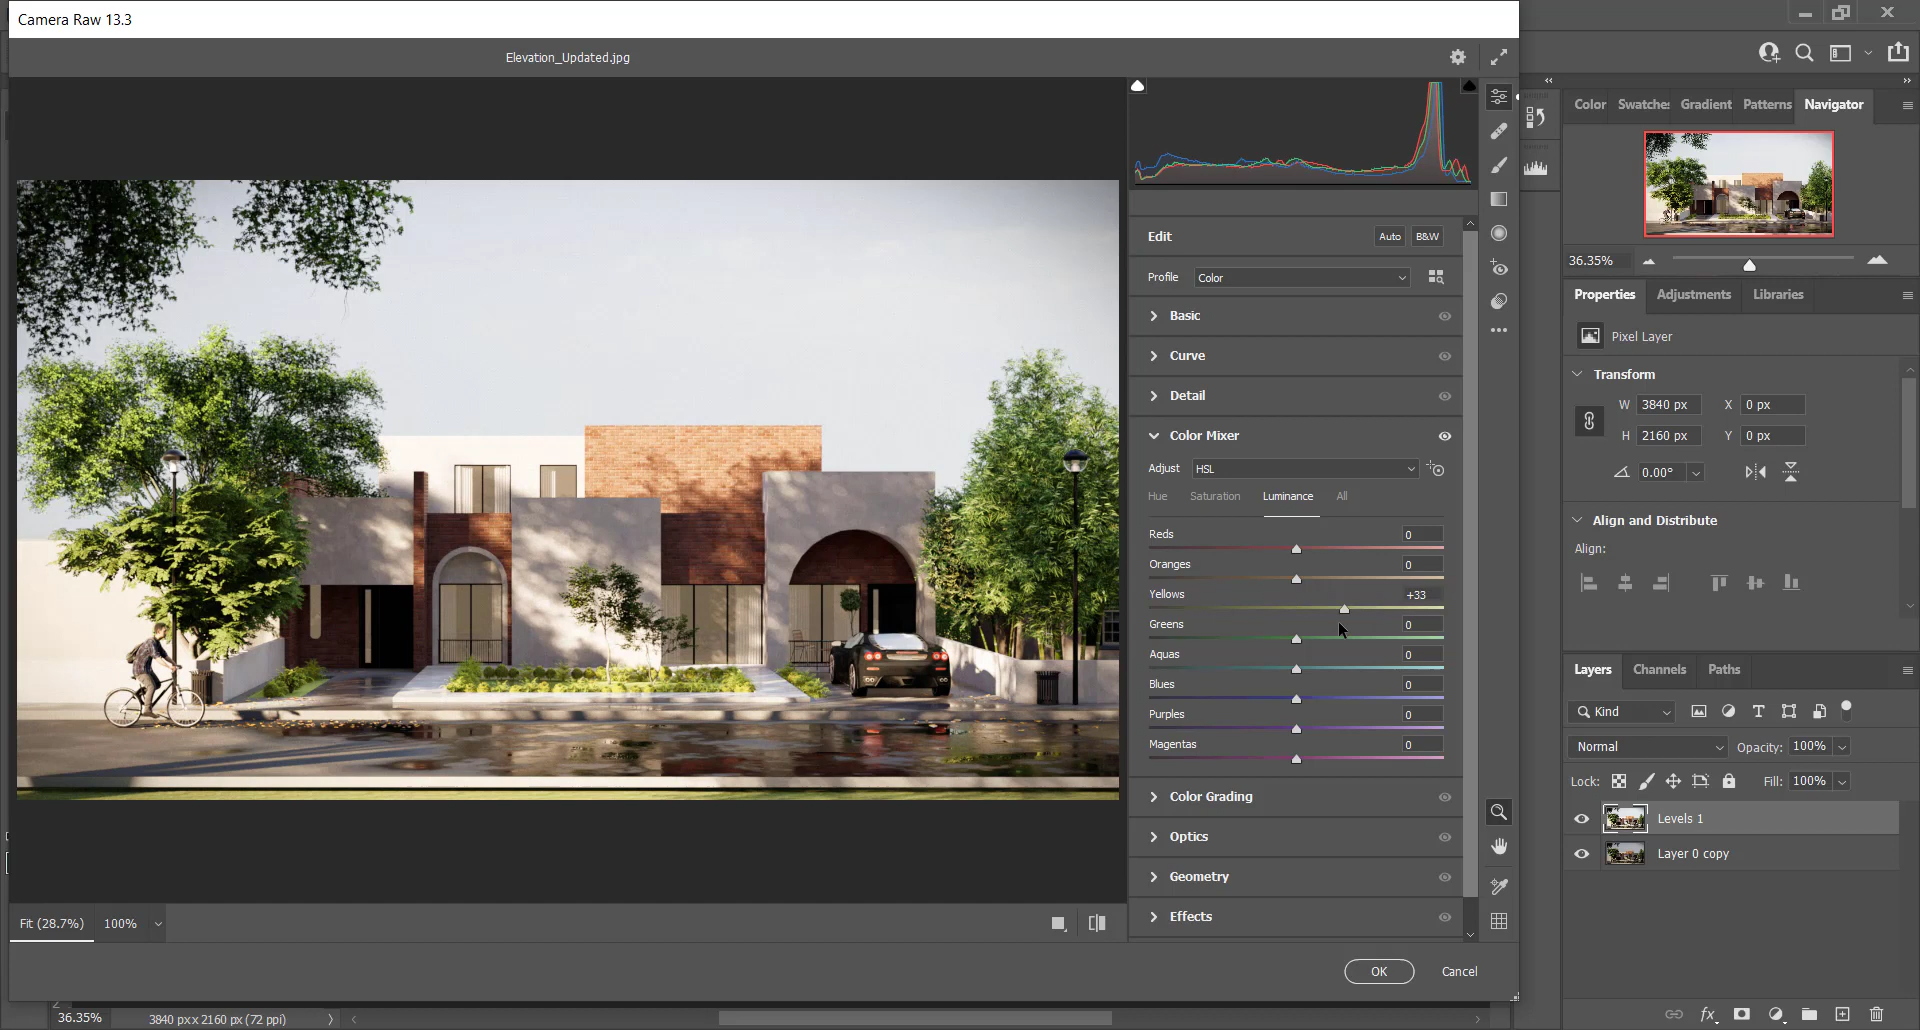 Camera Raw 13.3
Elevation_Updated.jpg
Edit
Auto
B&W
Profile
Color
Basic
Curve
Detail
Color Mixer
Adjust
HSL
Hue
Saturation
Luminance
All
Reds
0
Oranges
0
Yellows
+33
Greens
0
Aquas
0
Blues
0
Purples
0
Magentas
0
Color Grading
Optics
Geometry
Effects
Fit (28.7%)
100%
OK
Cancel
36.35%
3840 px x 2160 px (72 ppi)
Color
Swatches
Gradient
Patterns
Navigator
36.35%
Properties
Adjustments
Libraries
Pixel Layer
Transform
W
3840 px
X
0 px
H
2160 px
Y
0 px
0.00°
Align and Distribute
Align:
Layers
Channels
Paths
Kind
Normal
Opacity:
100%
Lock:
Fill:
100%
Levels 1
Layer 0 copy
fx